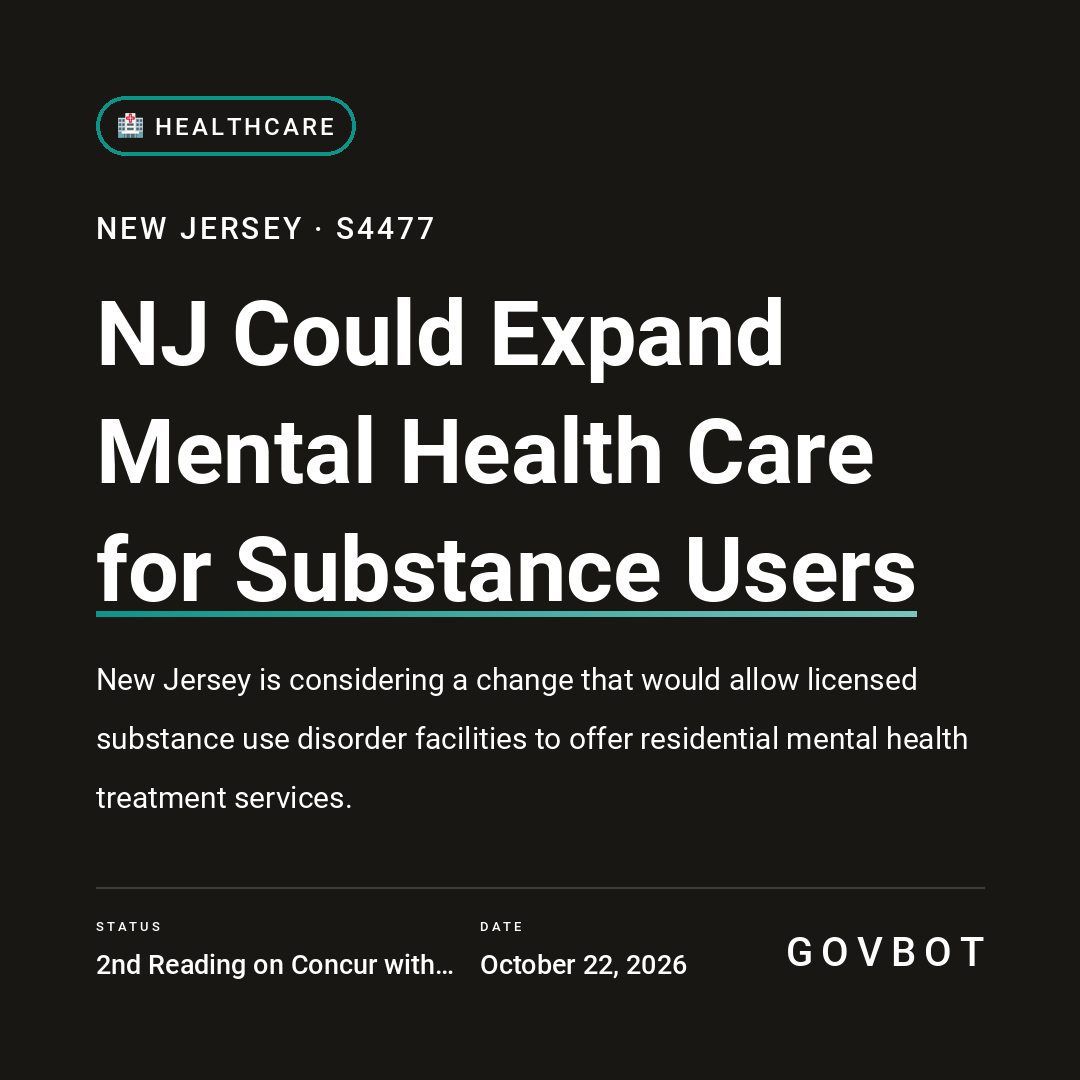 🏥 HEALTHCARE
NEW JERSEY · S4477
NJ Could Expand
Mental Health Care
for Substance Users
New Jersey is considering a change that would allow licensed
substance use disorder facilities to offer residential mental health
treatment services.
STATUS
2nd Reading on Concur with…
DATE
October 22, 2026
GOVBOT